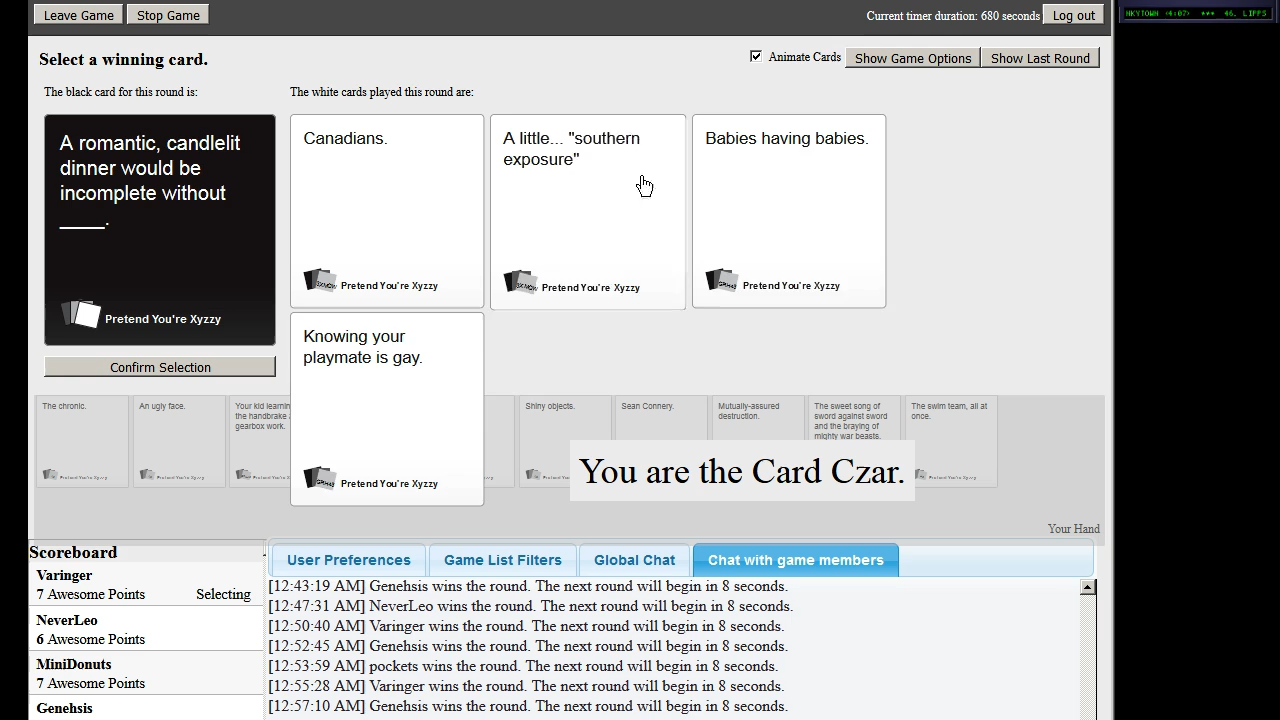 Leave Game
Stop Game
Current timer duration: 680 seconds
Log out
NKYTOWN (4:07) *** 46. LIPPS
Select a winning card.
Animate Cards
Show Game Options
Show Last Round
The black card for this round is:
The white cards played this round are:
A romantic, candlelit
dinner would be
incomplete without
____.
Pretend You're Xyzzy
Confirm Selection
Canadians.
Pretend You're Xyzzy
A little... "southern
exposure"
Pretend You're Xyzzy
Babies having babies.
Pretend You're Xyzzy
Knowing your
playmate is gay.
Pretend You're Xyzzy
The chronic.
An ugly face.
Your kid learnin
the handbrake
gearbox work.
Shiny objects.
Sean Connery.
Mutually-assured
destruction.
The sweet song of
sword against sword
and the braying of
mighty war beasts.
The swim team, all at
once.
You are the Card Czar.
Your Hand
Scoreboard
Varinger
7 Awesome Points
Selecting
NeverLeo
6 Awesome Points
MiniDonuts
7 Awesome Points
Genehsis
User Preferences
Game List Filters
Global Chat
Chat with game members
[12:43:19 AM] Genehsis wins the round. The next round will begin in 8 seconds.
[12:47:31 AM] NeverLeo wins the round. The next round will begin in 8 seconds.
[12:50:40 AM] Varinger wins the round. The next round will begin in 8 seconds.
[12:52:45 AM] Genehsis wins the round. The next round will begin in 8 seconds.
[12:53:59 AM] pockets wins the round. The next round will begin in 8 seconds.
[12:55:28 AM] Varinger wins the round. The next round will begin in 8 seconds.
[12:57:10 AM] Genehsis wins the round. The next round will begin in 8 seconds.